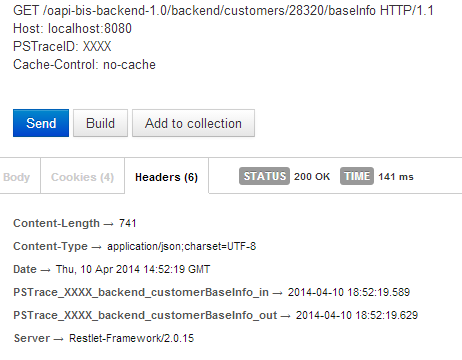 GET /oapi-bis-backend-1.0/backend/customers/28320/baseInfo HTTP/1.1
Host: localhost:8080
PSTraceID: XXXX
Cache-Control: no-cache
Send Build Add to collection
Body Cookies (4) Headers (6) STATUS 200 OK TIME 141 ms
Content-Length → 741
Content-Type → application/json;charset=UTF-8
Date → Thu, 10 Apr 2014 14:52:19 GMT
PSTrace_XXXX_backend_customerBaseInfo_in → 2014-04-10 18:52:19.589
PSTrace_XXXX_backend_customerBaseInfo_out → 2014-04-10 18:52:19.629
Server → Restlet-Framework/2.0.15